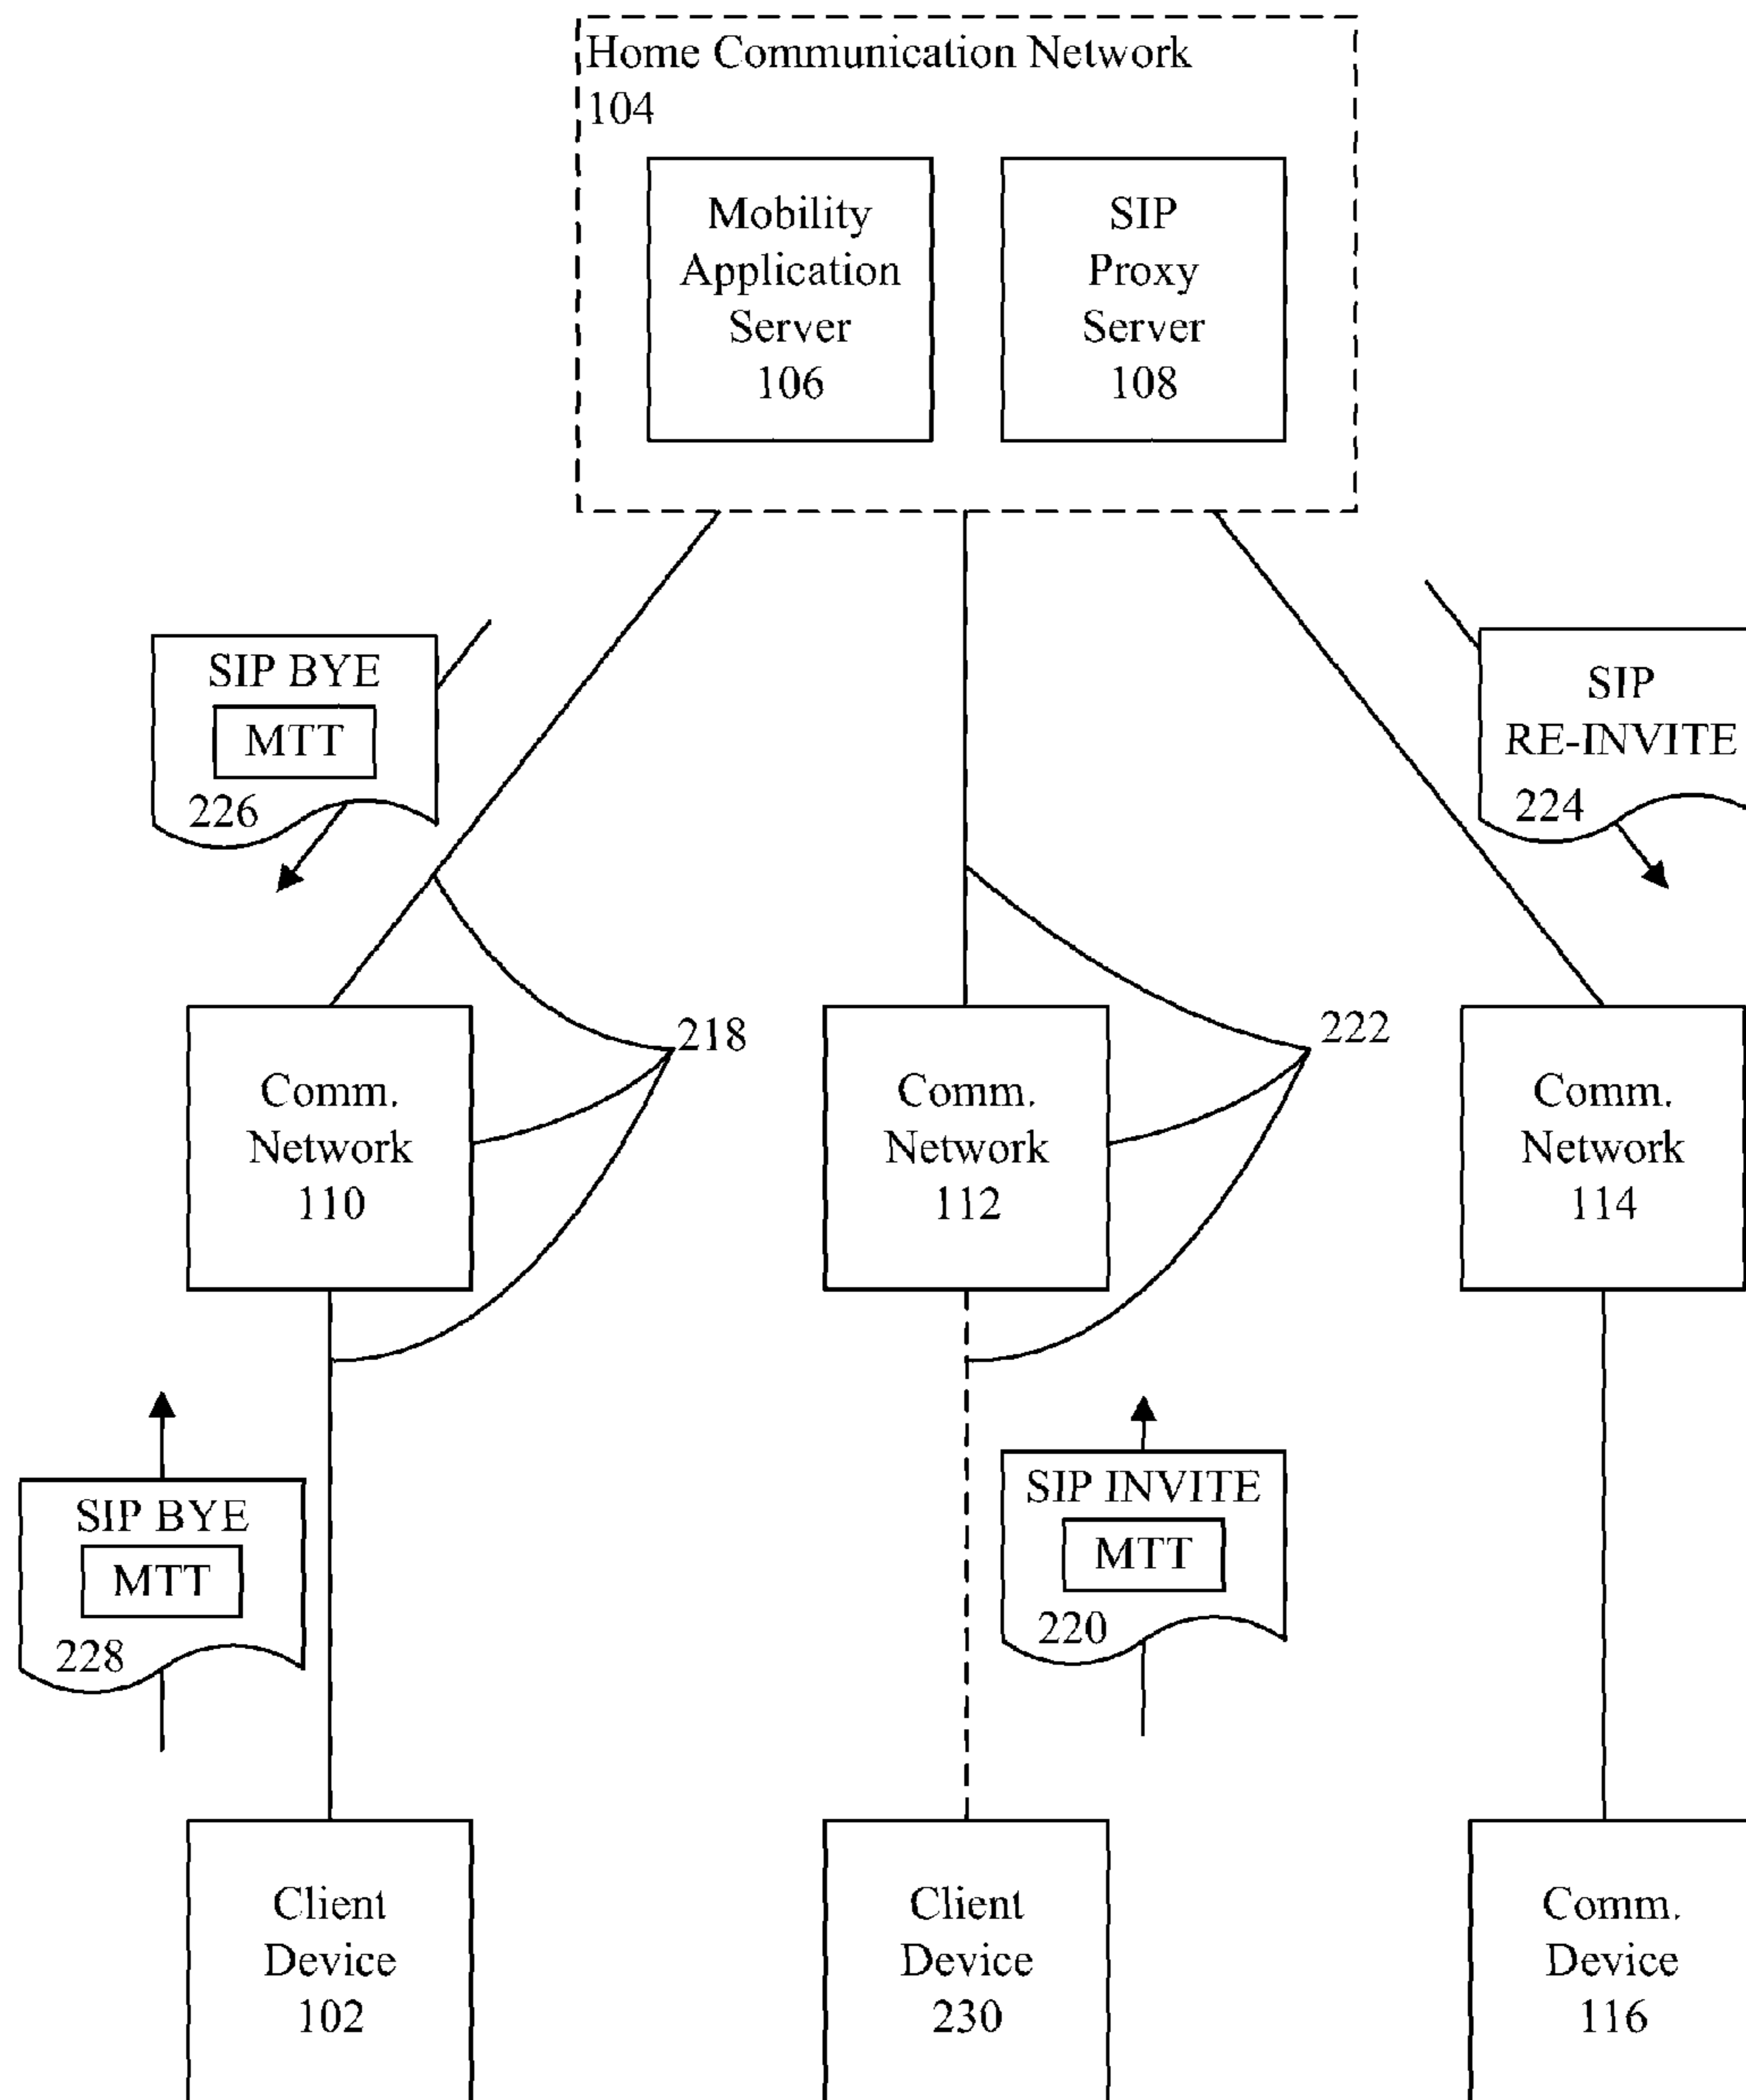 Home Communication Network
104
Mobility
Application
Server
106
SIP
Proxy
Server
108
SIP BYE
MTT
226
SIP
RE-INVITE
224
218
222
Comm.
Network
110
Comm.
Network
112
Comm.
Network
114
SIP BYE
MTT
228
SIP INVITE
MTT
220
Client
Device
102
Client
Device
230
Comm.
Device
116